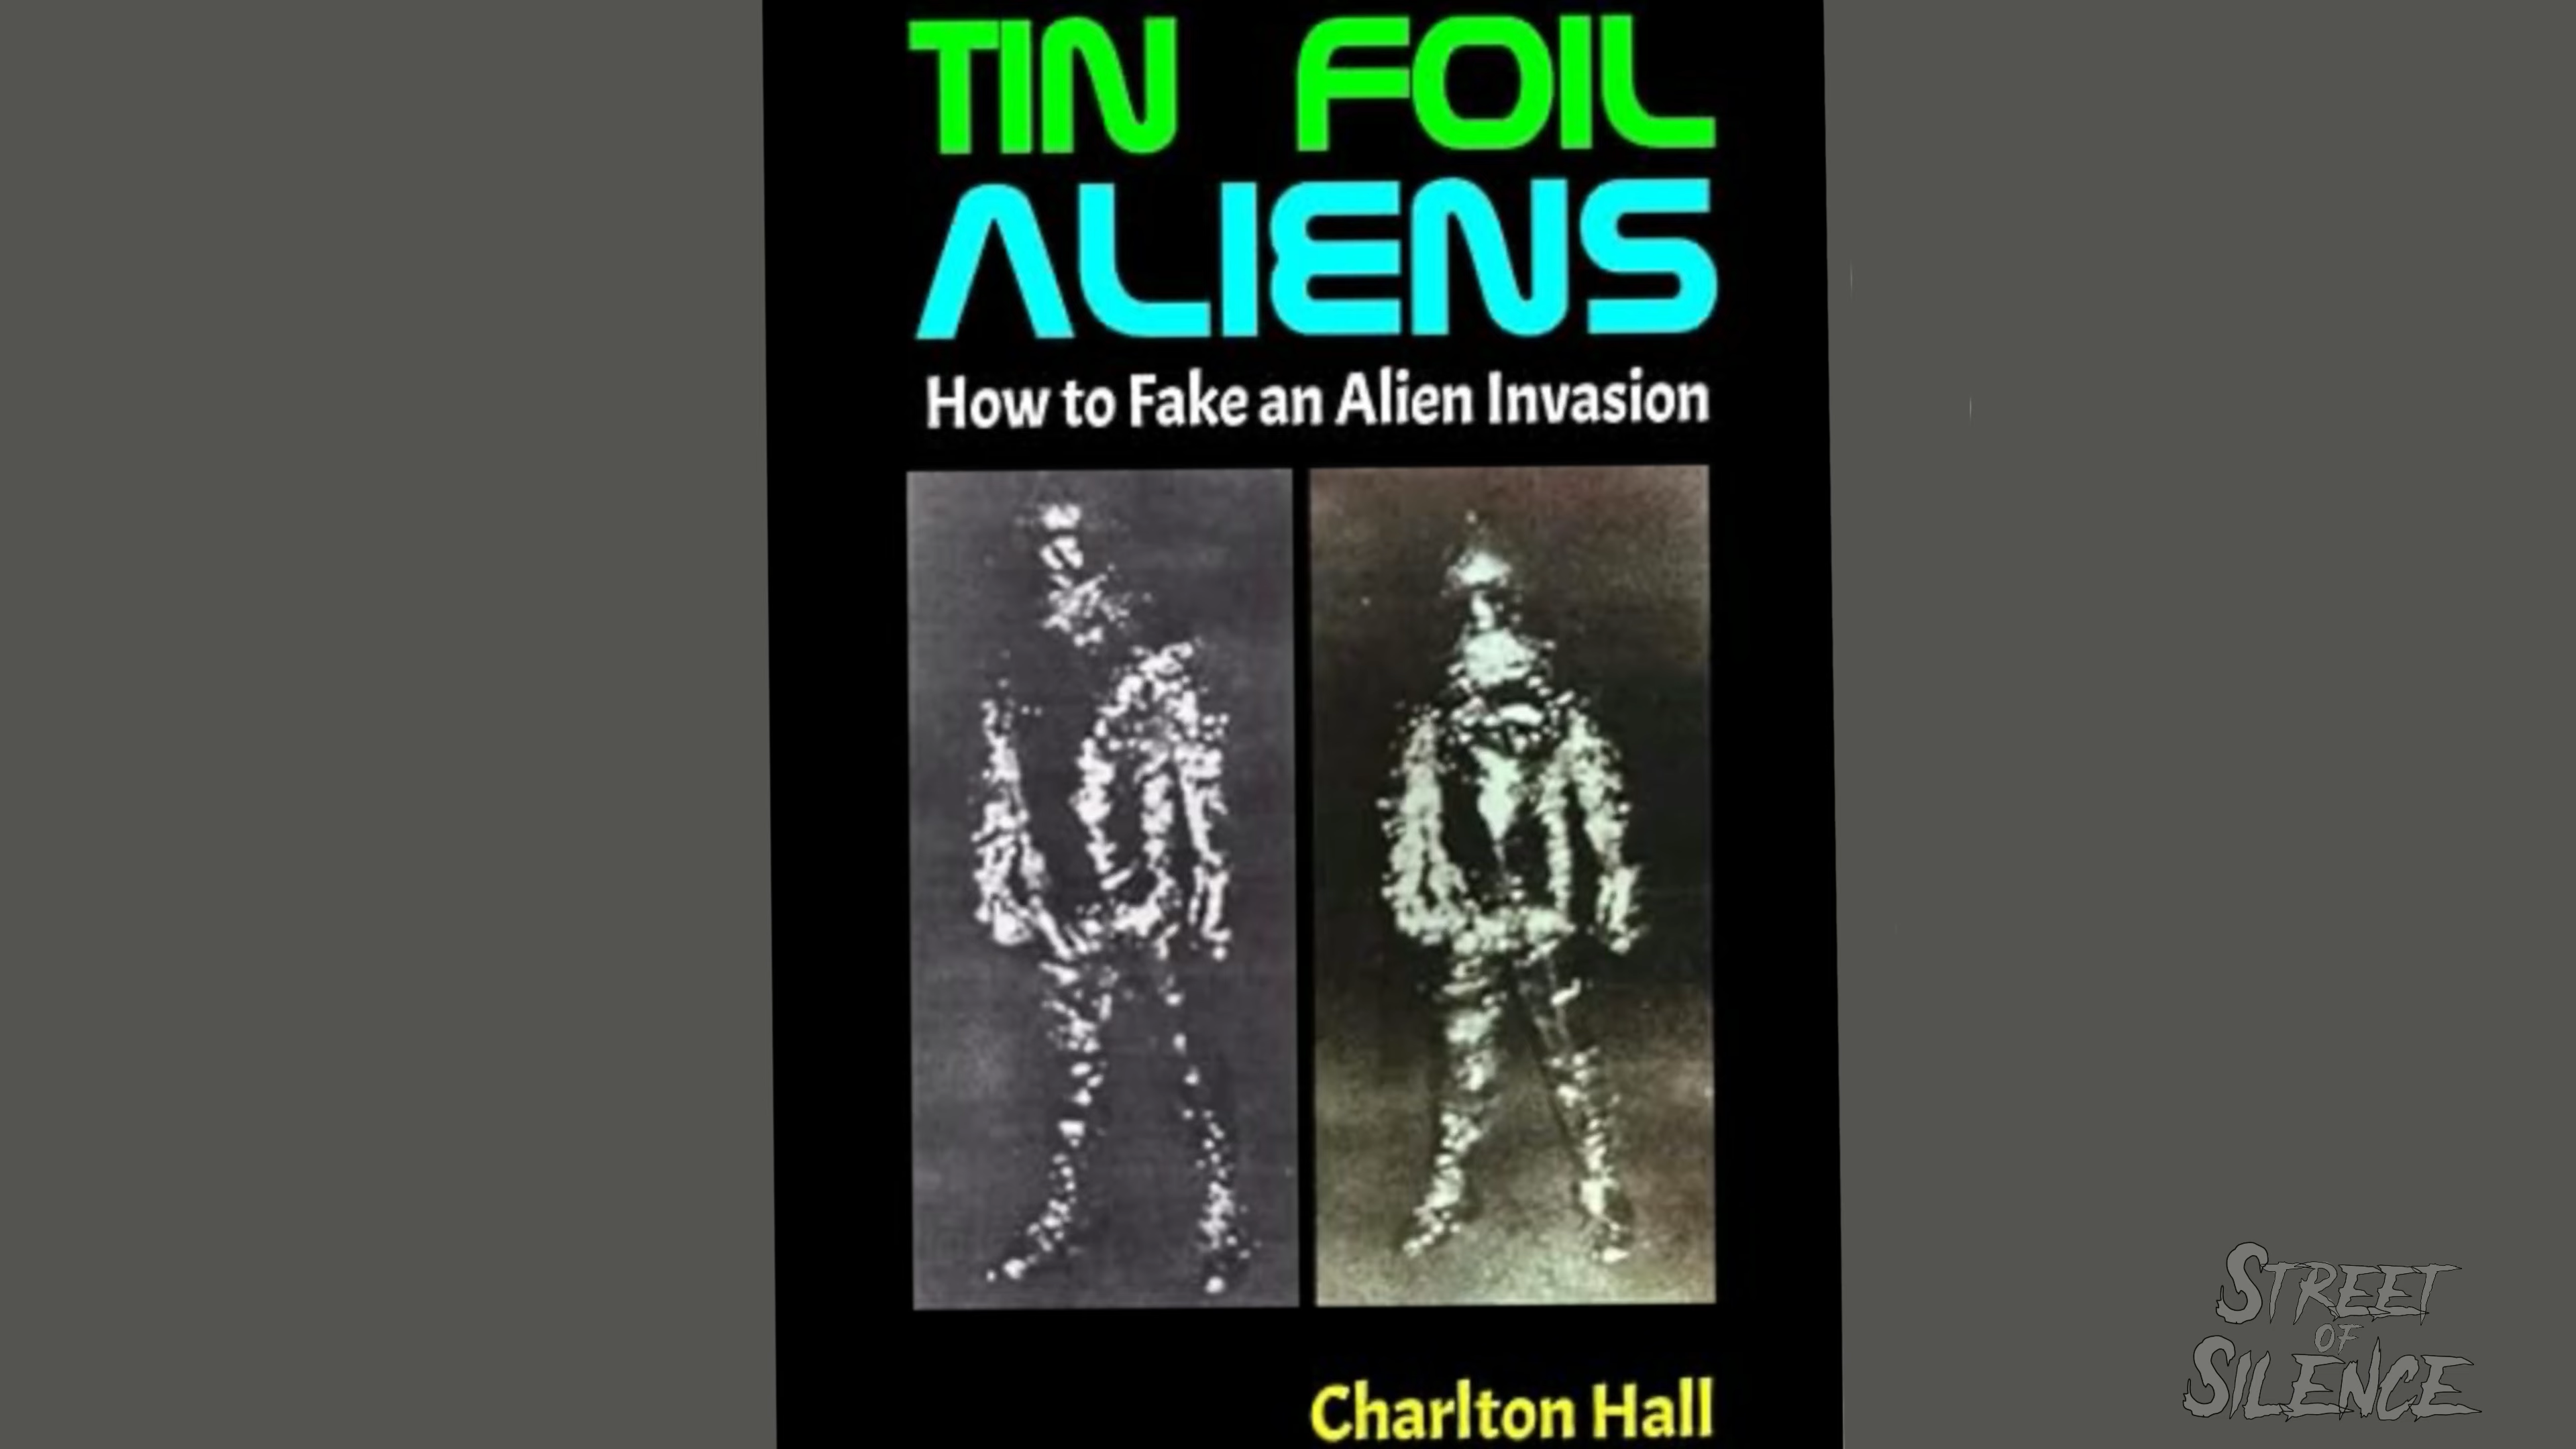 TIN FOIL
ALIENS
How to Fake an Alien Invasion
Charlton Hall
STREET
OF
SILENCE